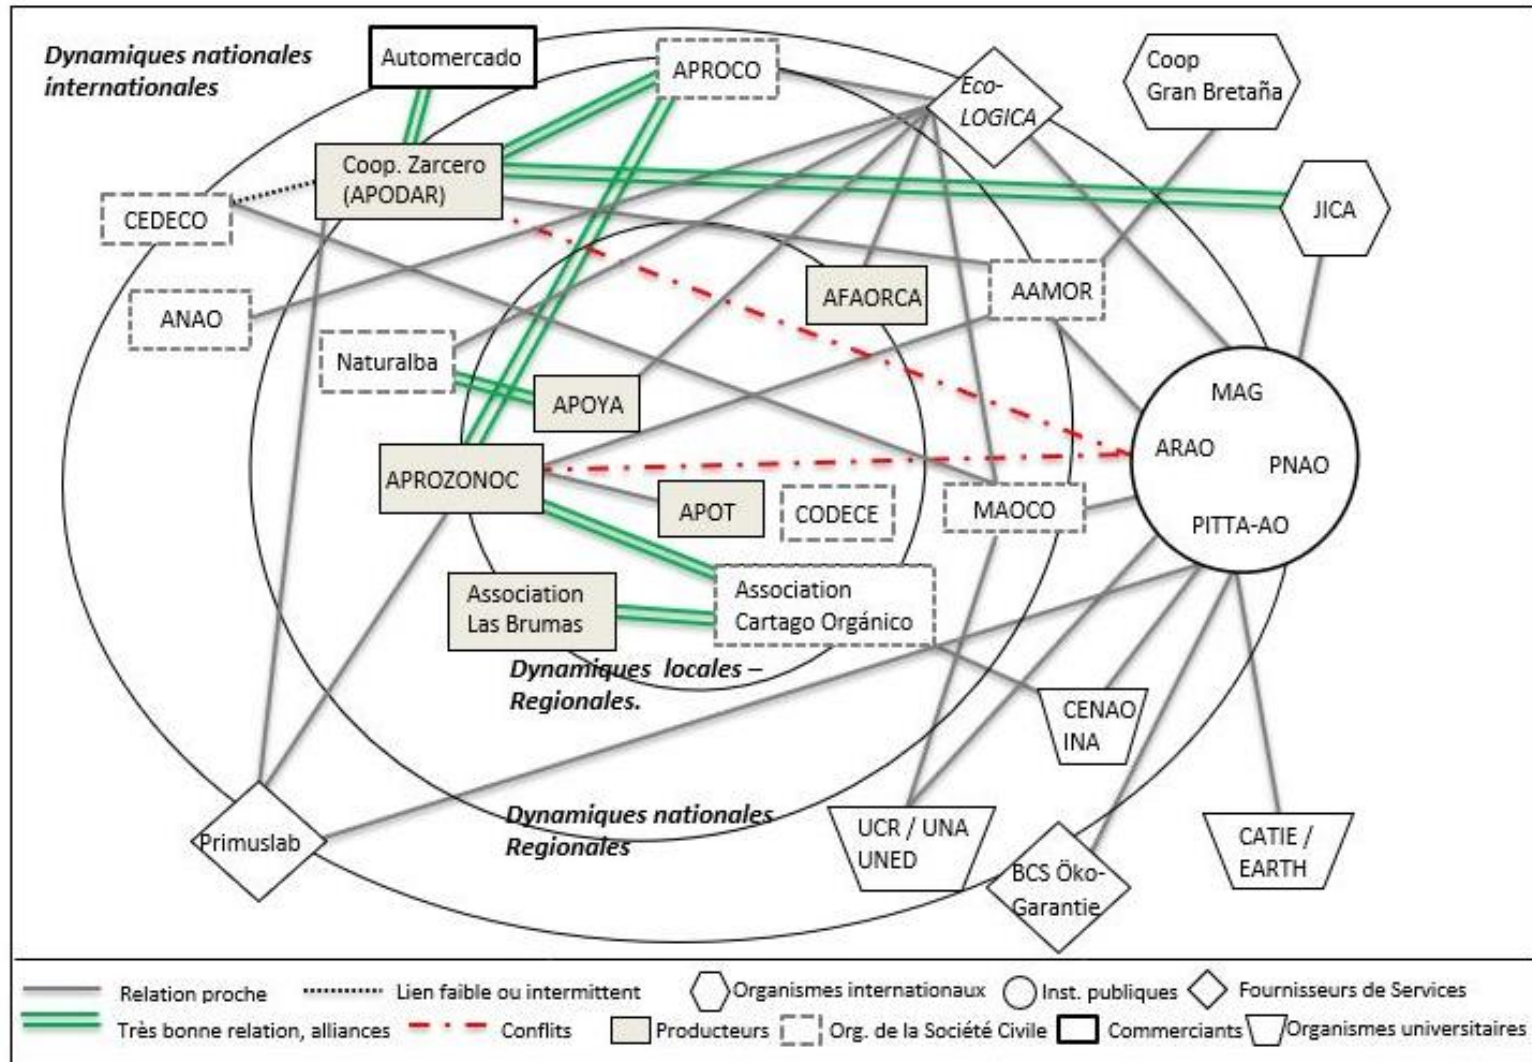 Dynamiques nationales
internationales
Automercado
APROCO
Eco-
LOGICA
Coop
Gran Bretaña
Coop. Zarcero
(APODAR)
CEDECO
JICA
ANAO
Naturalba
AFAORCA
AAMOR
APOYA
MAG
ARAO
PNAO
PITTA-AO
APROZONOC
APOT
CODECE
MAOCO
Association
Las Brumas
Association
Cartago Orgánico
Dynamiques locales –
Regionales.
CENAO
INA
Dynamiques nationales
Regionales
Primuslab
UCR / UNA
UNED
BCS Öko-
Garantie
CATIE /
EARTH
Relation proche
Lien faible ou intermittent
Organismes internationaux
Inst. publiques
Fournisseurs de Services
Très bonne relation, alliances
Conflits
Producteurs
Org. de la Société Civile
Commerciants
Organismes universitaires